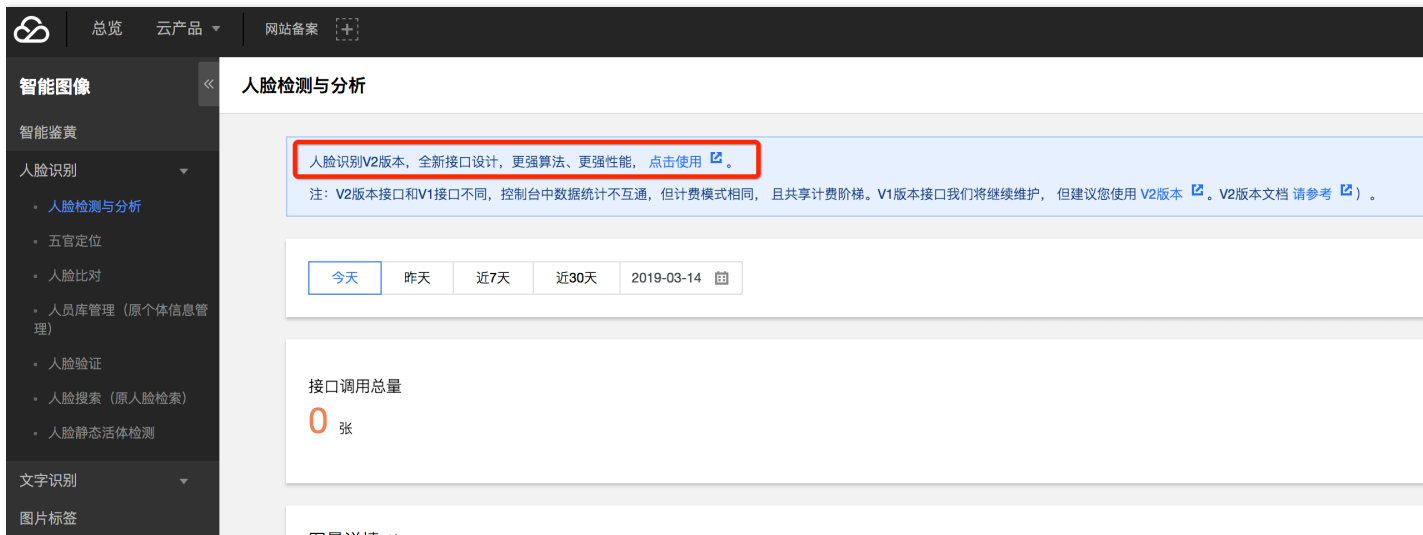 总览 云产品 网站备案
智能图像
人脸检测与分析
智能鉴黄
人脸识别
人脸检测与分析
五官定位
人脸比对
人员库管理（原个体信息管
理）
人脸验证
人脸搜索（原人脸检索）
人脸静态活体检测
文字识别
图片标签
人脸识别V2版本，全新接口设计，更强算法、更强性能， 点击使用 。
注：V2版本接口和V1接口不同，控制台中数据统计不互通，但计费模式相同， 且共享计费阶梯。V1版本接口我们将继续维护， 但建议您使用 V2版本 。V2版本文档 请参考 ）。
今天 昨天 近7天 近30天 2019-03-14
接口调用总量
0 张